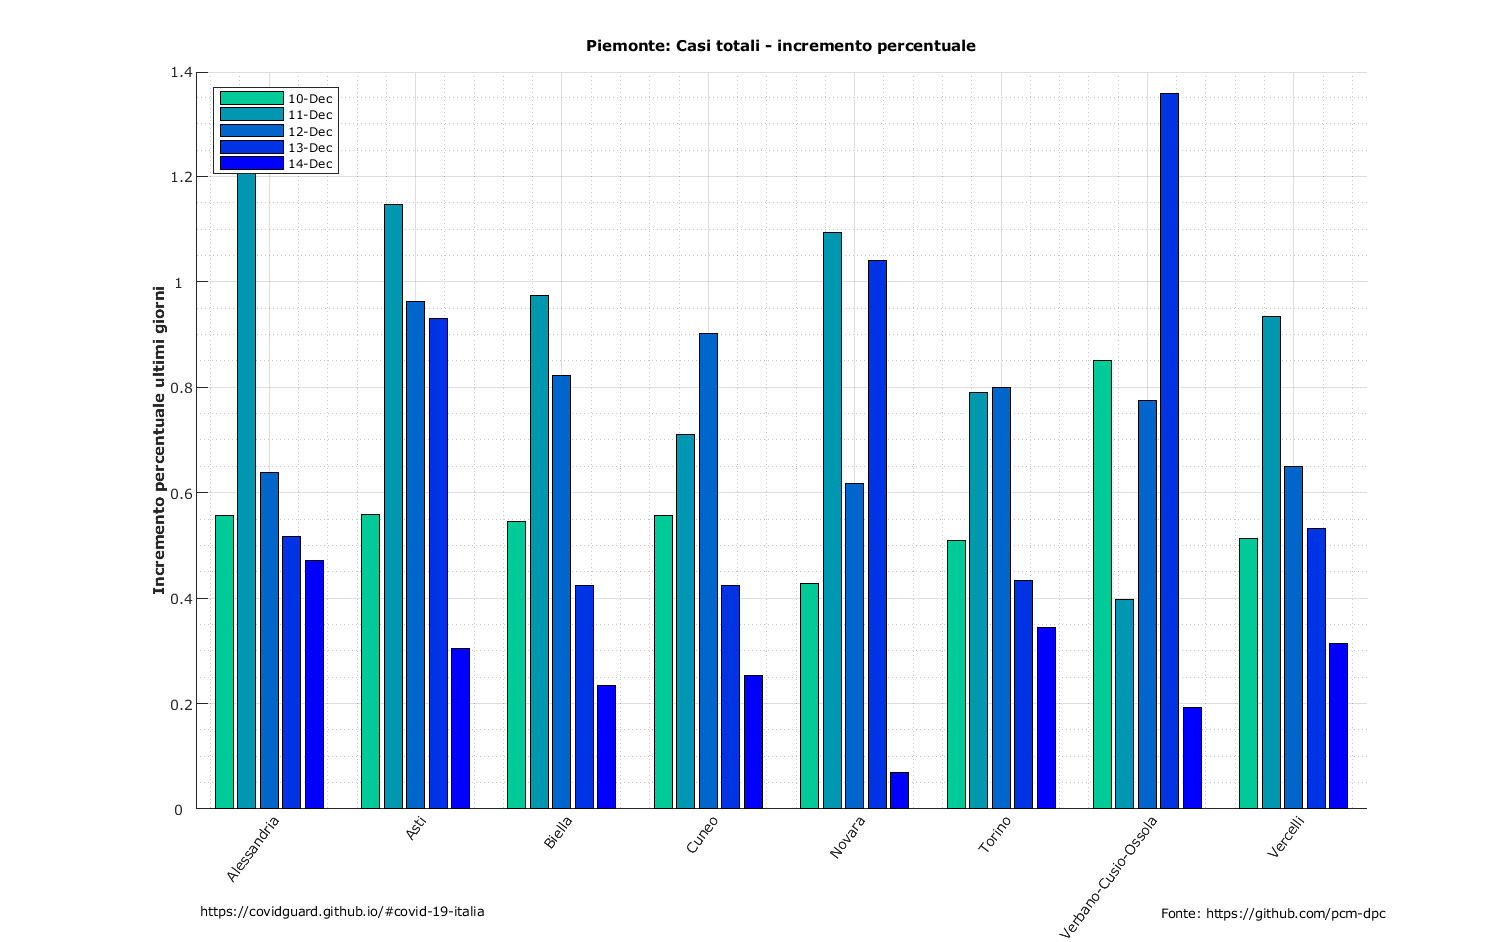 Piemonte: Casi totali - incremento percentuale
1.4
1.2
1
0.8
0.6
0.4
0.2
0
Incremento percentuale ultimi giorni
10-Dec
11-Dec
12-Dec
13-Dec
14-Dec
Alessandria
Asti
Biella
Cuneo
Novara
Torino
Verbano-Cusio-Ossola
Vercelli
https://covidguard.github.io/#covid-19-italia
Fonte: https://github.com/pcm-dpc